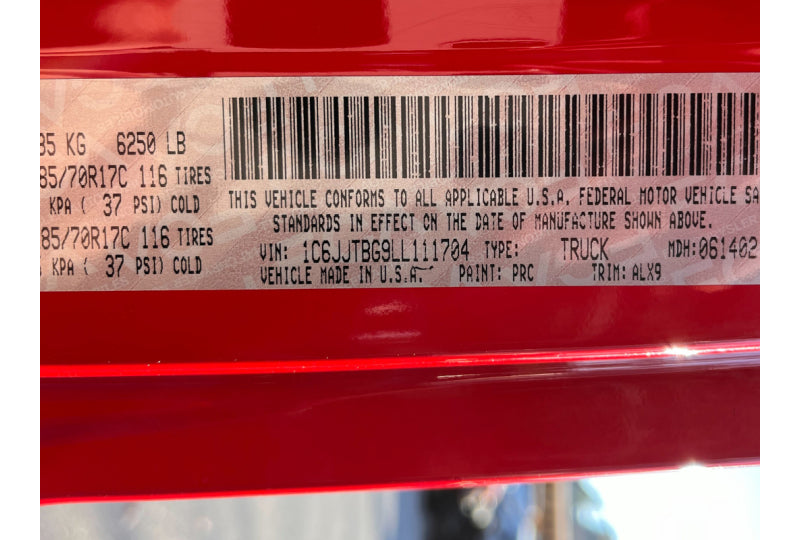 85 KG 6250 LB
85/70R17C 116 TIRES
KPA ( 37 PSI) COLD
85/70R17C 116 TIRES
KPA ( 37 PSI) COLD
THIS VEHICLE CONFORMS TO ALL APPLICABLE U.S.A. FEDERAL MOTOR VEHICLE SA
STANDARDS IN EFFECT ON THE DATE OF MANUFACTURE SHOWN ABOVE.
VIN: 1C6JJTBG9LL111704 TYPE: TRUCK MDH:061402
VEHICLE MADE IN U.S.A. PAINT: PRC TRIM: ALX9